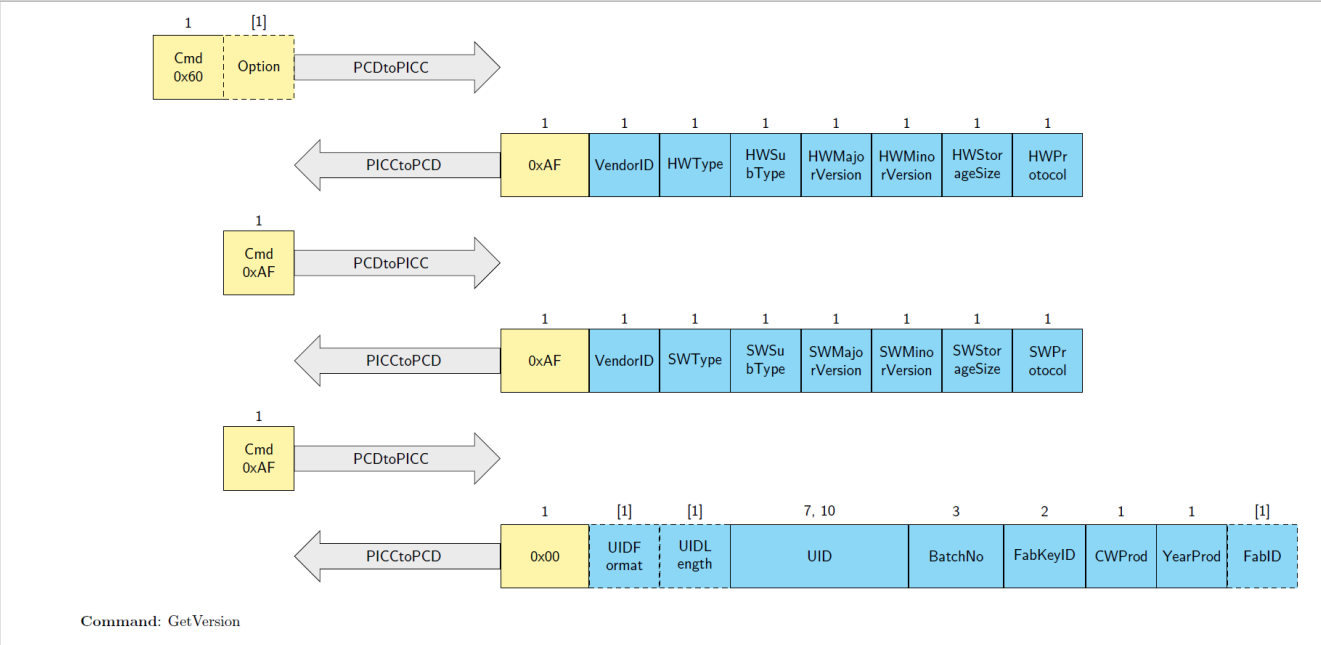 1 [1]
Cmd
0x60
Option
PCDtoPICC
1 1 1 1 1 1 1 1
PICCtoPCD
0xAF
VendorID
HWType
HWSu
bType
HWMajo
rVersion
HWMino
rVersion
HWStor
ageSize
HWPr
otocol
1
Cmd
0xAF
PCDtoPICC
1 1 1 1 1 1 1 1
PICCtoPCD
0xAF
VendorID
SWType
SWSu
bType
SWMajo
rVersion
SWMino
rVersion
SWStor
ageSize
SWPr
otocol
1
Cmd
0xAF
PCDtoPICC
1 [1] [1] 7, 10 3 2 1 1 [1]
PICCtoPCD
0x00
UIDF
ormat
UIDL
ength
UID
BatchNo
FabKeyID
CWProd
YearProd
FabID
Command: GetVersion